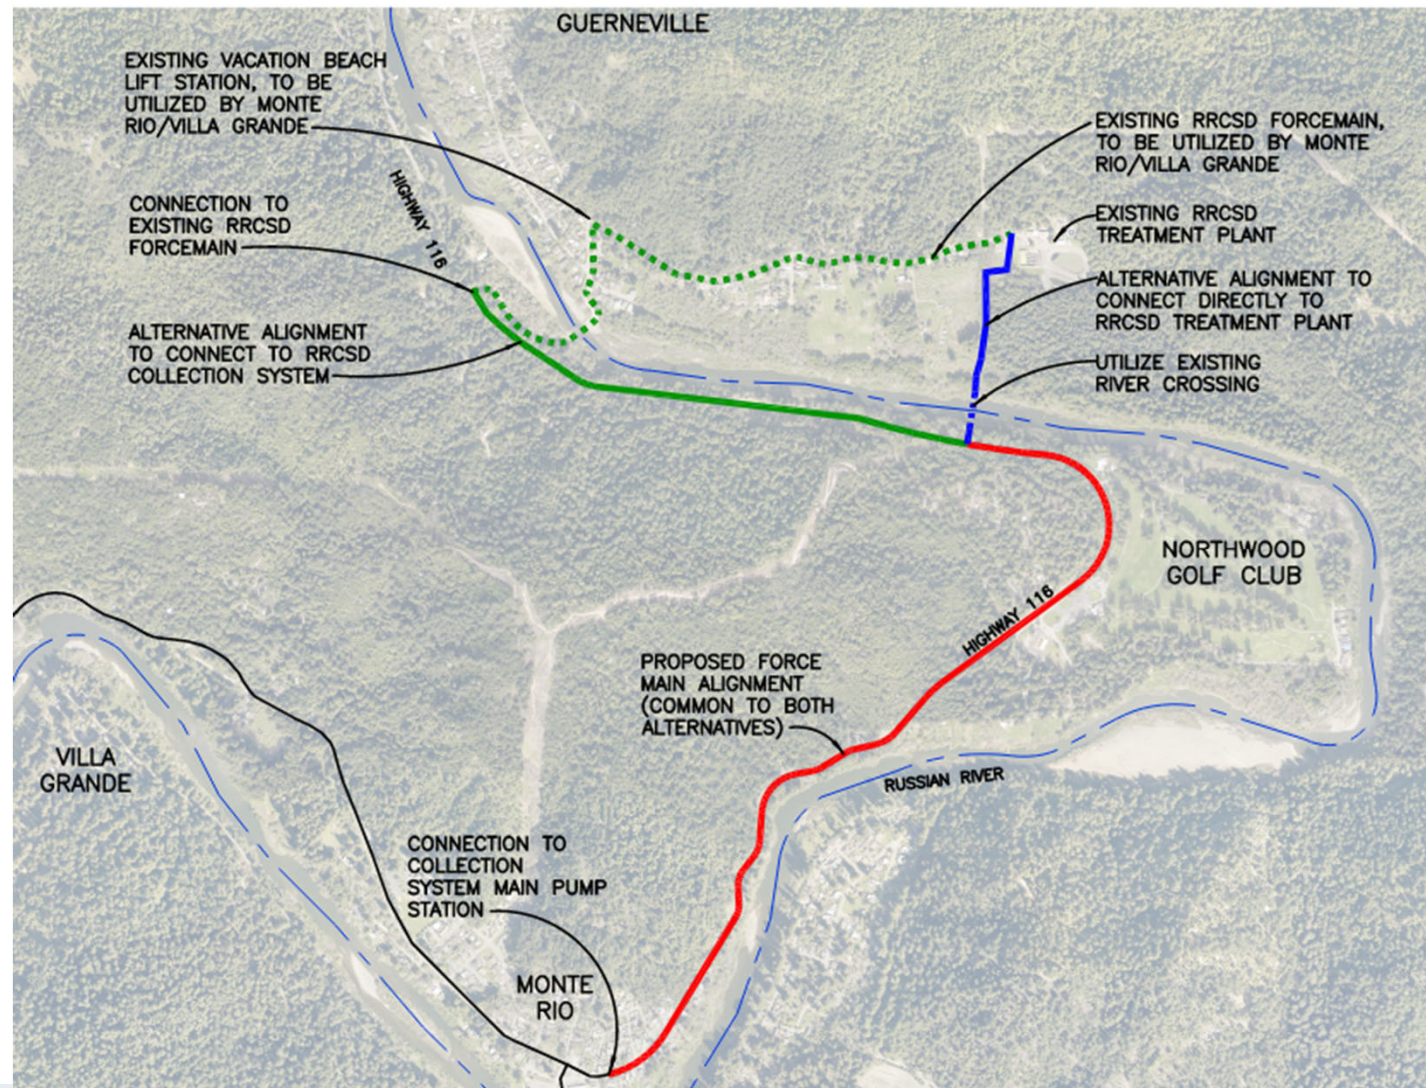 GUERNEVILLE
EXISTING VACATION BEACH
LIFT STATION, TO BE
UTILIZED BY MONTE
RIO/VILLA GRANDE
EXISTING RRCSD FORCEMAIN,
TO BE UTILIZED BY MONTE
RIO/VILLA GRANDE
HIGHWAY 116
CONNECTION TO
EXISTING RRCSD
FORCEMAIN
EXISTING RRCSD
TREATMENT PLANT
ALTERNATIVE ALIGNMENT TO
CONNECT DIRECTLY TO
RRCSD TREATMENT PLANT
ALTERNATIVE ALIGNMENT
TO CONNECT TO RRCSD
COLLECTION SYSTEM
UTILIZE EXISTING
RIVER CROSSING
NORTHWOOD
GOLF CLUB
HIGHWAY 116
PROPOSED FORCE
MAIN ALIGNMENT
(COMMON TO BOTH
ALTERNATIVES)
VILLA
GRANDE
RUSSIAN RIVER
CONNECTION TO
COLLECTION
SYSTEM MAIN PUMP
STATION
MONTE
RIO